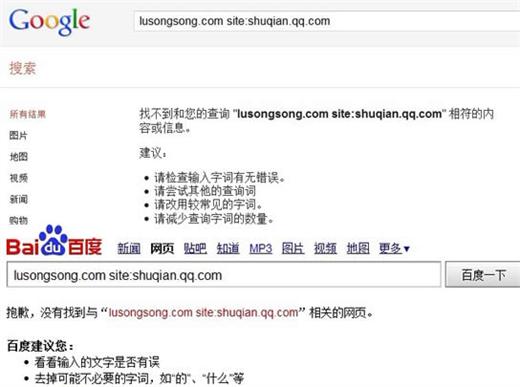 Google
lusongsong.com site:shuqian.qq.com
搜索
所有结果
图片
地图
视频
新闻
购物
找不到和您的查询 "lusongsong.com site:shuqian.qq.com" 相符的内
容或信息。
建议：
• 请检查输入字词有无错误。
• 请尝试其他的查询词
• 请改用较常见的字词。
• 请减少查询字词的数量。
Bai du 百度 新闻 网页 贴吧 知道 MP3 图片 视频 地图 更多▼
lusongsong.com site:shuqian.qq.com 百度一下
抱歉，没有找到与“lusongsong.com site:shuqian.qq.com”相关的网页。
百度建议您：
• 看看输入的文字是否有误
• 去掉可能不必要的字词，如“的”、“什么”等